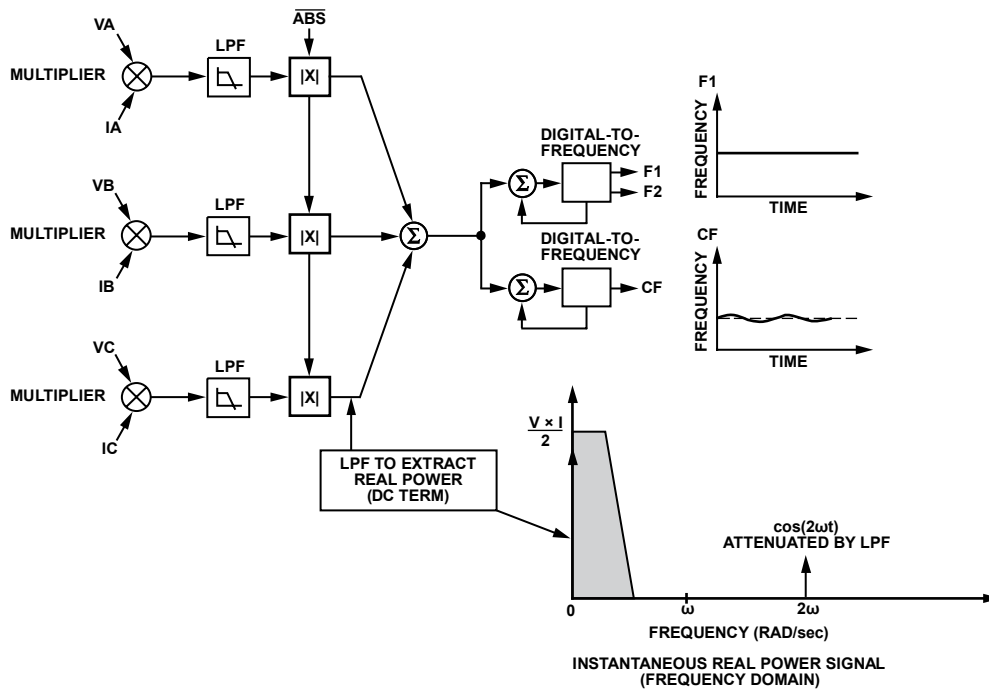 VA
ABS
LPF
MULTIPLIER
|X|
IA
F1
FREQUENCY
TIME
DIGITAL-TO-
FREQUENCY
Σ
F1
F2
VB
LPF
MULTIPLIER
|X|
Σ
IB
DIGITAL-TO-
FREQUENCY
Σ
CF
CF
FREQUENCY
TIME
VC
LPF
MULTIPLIER
|X|
IC
LPF TO EXTRACT
REAL POWER
(DC TERM)
V × I
2
cos(2ωt)
ATTENUATED BY LPF
0
ω
2ω
FREQUENCY (RAD/sec)
INSTANTANEOUS REAL POWER SIGNAL
(FREQUENCY DOMAIN)